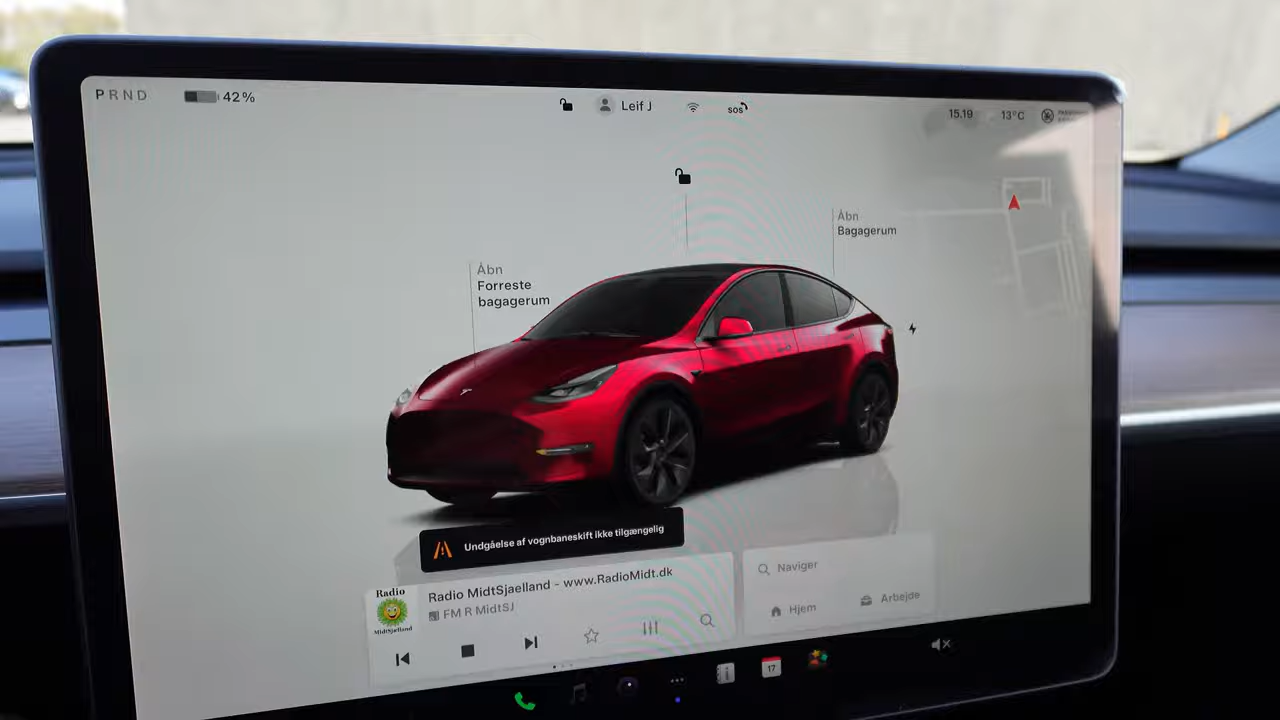 PRND
42%
Leif J
SOS
15.19
13°C
Åbn
Bagagerum
Åbn
Forreste
bagagerum
Undgåelse af vognbaneskift ikke tilgængelig
Radio
MidtSjælland
Radio MidtSjaelland - www.RadioMidt.dk
FM R MidtSJ
Naviger
Hjem
Arbejde
17